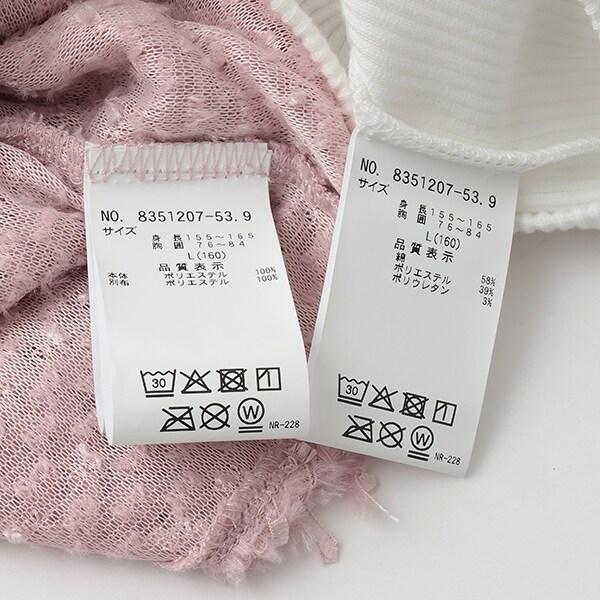 NO. 8351207-53.9
サイズ
身長155～165
胸囲 76～84
L(160)
品質表示
本体 ポリエステル 100%
別布 ポリエステル 100%
30
W
NR-228
NO. 8351207-53.9
サイズ
身長155～165
胸囲 76～84
L(160)
品質表示
綿 58%
ポリエステル 39%
ポリウレタン 3%
30
W
NR-228